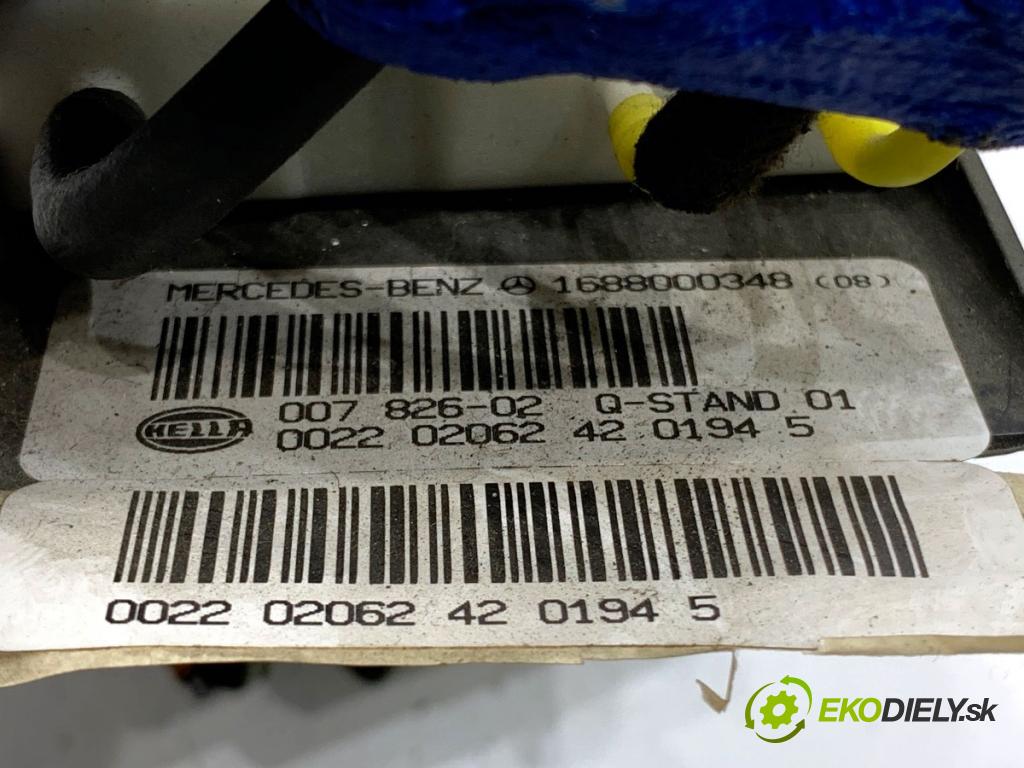 MERCEDES-BENZ 1688000348 (08)
007 826-02 Q-STAND 01
HELLA
0022 02062 42 0194 5
0022 02062 42 0194 5
EKODIELY.sk